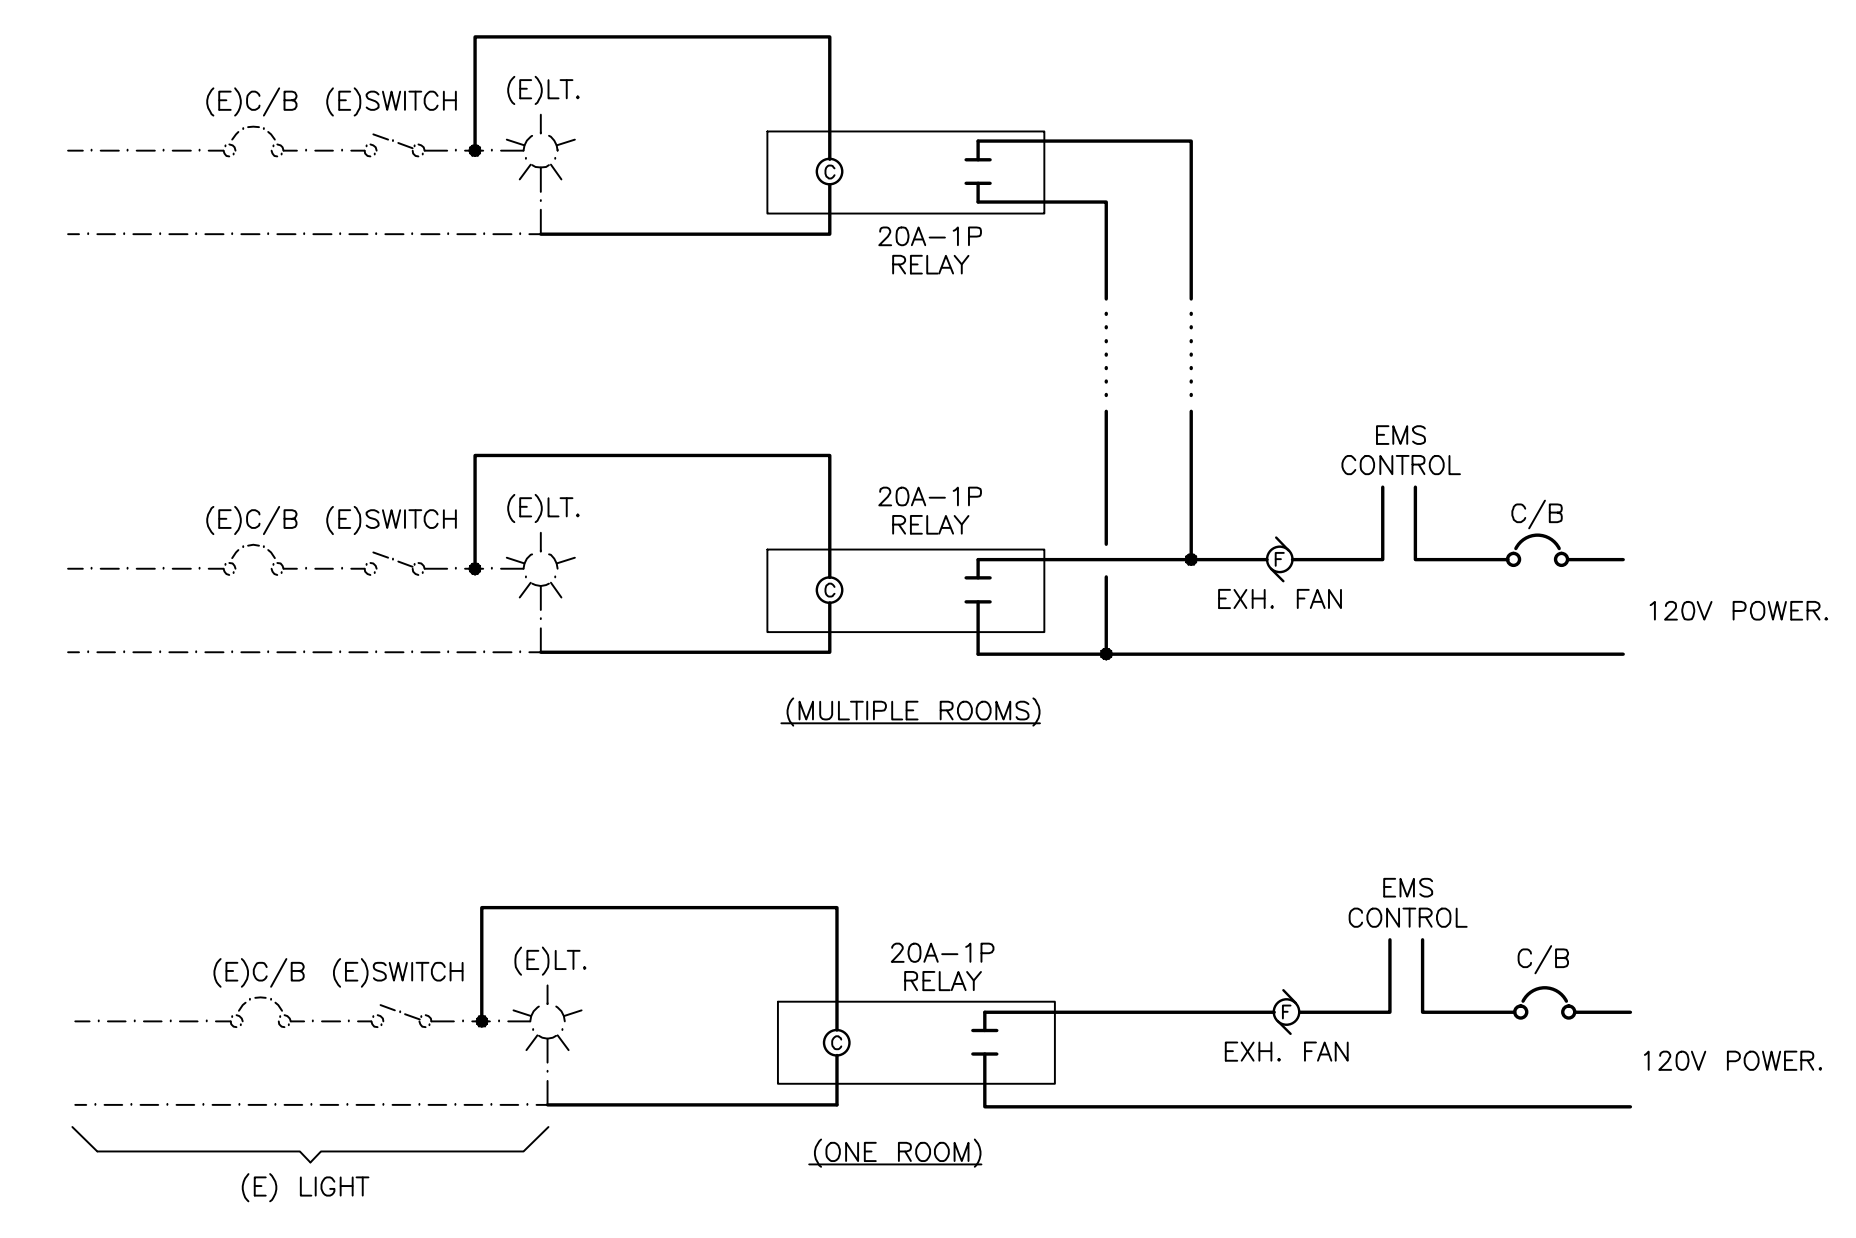 (E)C/B (E)SWITCH (E)LT.
C
20A-1P
RELAY
EMS
CONTROL
(E)C/B (E)SWITCH (E)LT.
20A-1P
RELAY
C/B
C
F
EXH. FAN
120V POWER.
(MULTIPLE ROOMS)
EMS
CONTROL
(E)C/B (E)SWITCH (E)LT.
20A-1P
RELAY
C/B
C
F
EXH. FAN
120V POWER.
(ONE ROOM)
(E) LIGHT